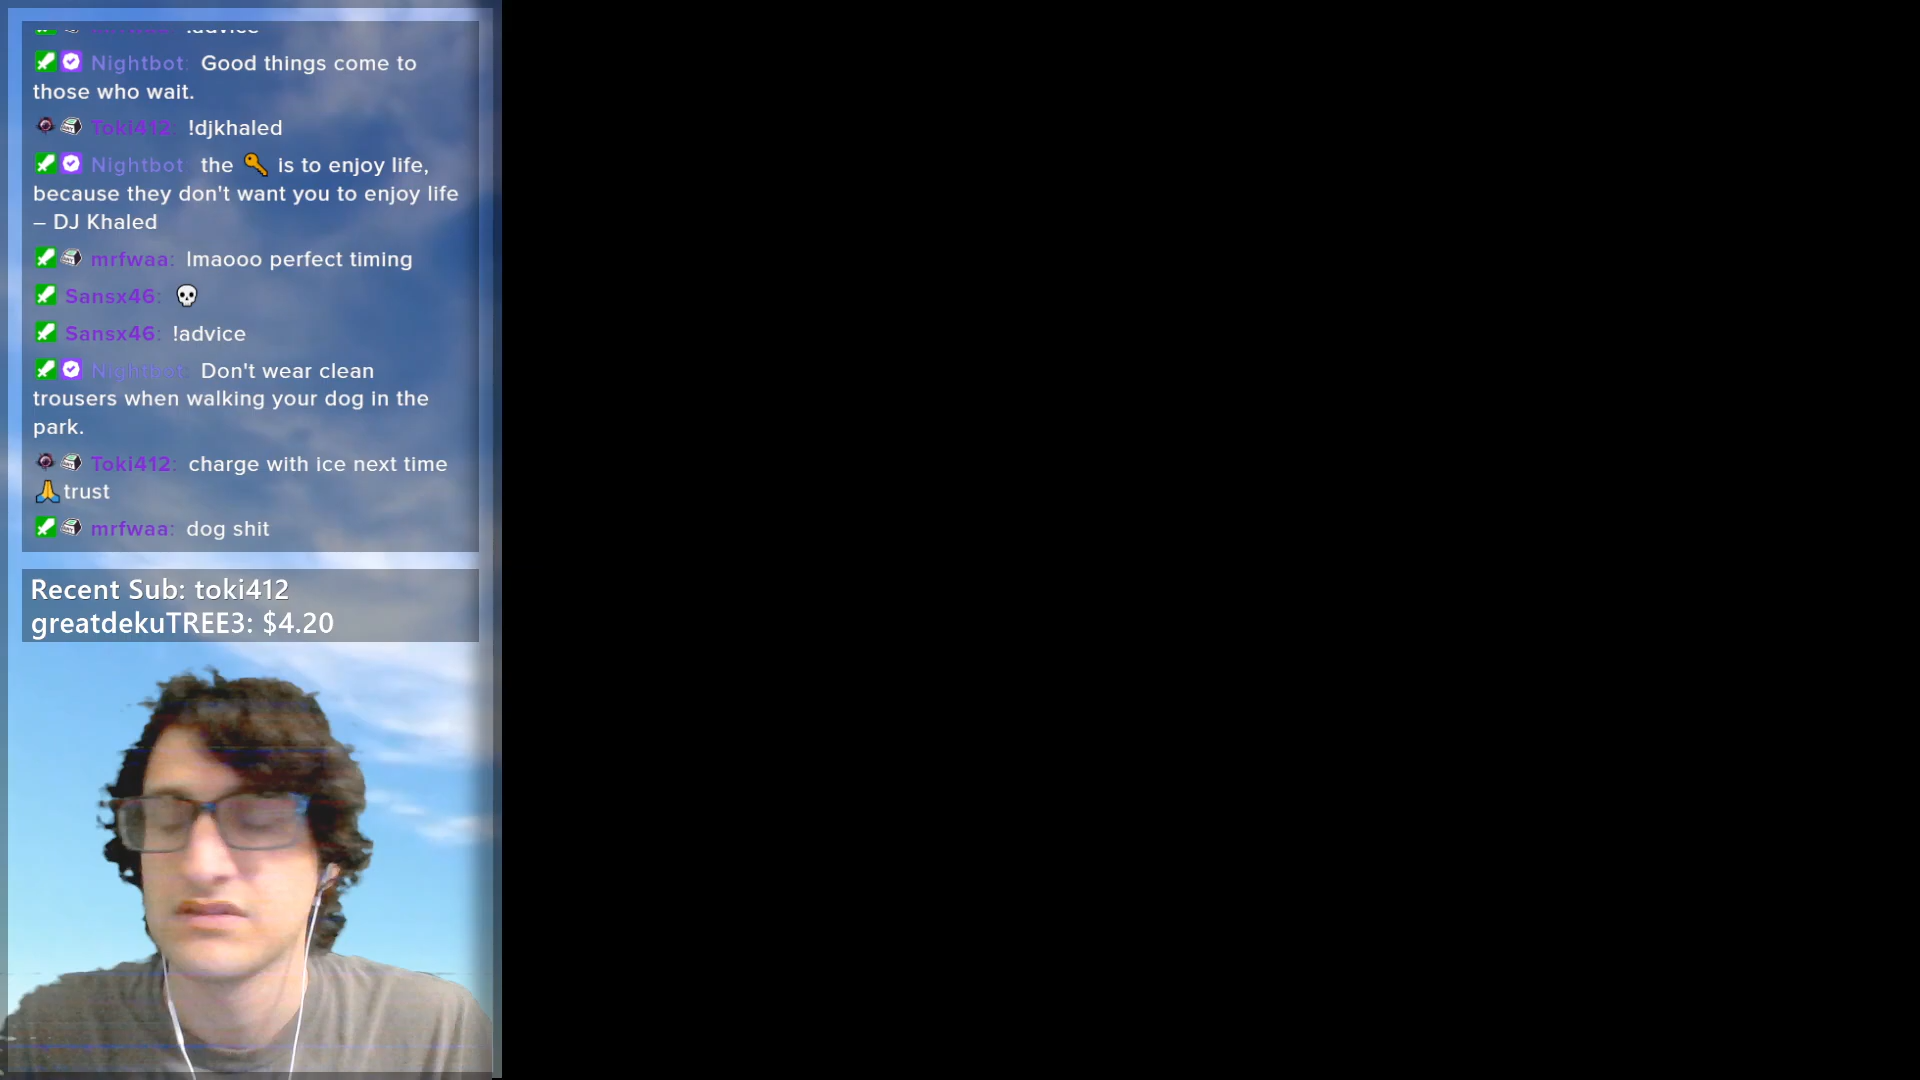 !advice
Nightbot: Good things come to
those who wait.
Toki412: !djkhaled
Nightbot: the 🔑 is to enjoy life,
because they don't want you to enjoy life
– DJ Khaled
mrfwaa: lmaooo perfect timing
Sansx46: 💀
Sansx46: !advice
Nightbot: Don't wear clean
trousers when walking your dog in the
park.
Toki412: charge with ice next time
🙏trust
mrfwaa: dog shit
Recent Sub: toki412
greatdekuTREE3: $4.20